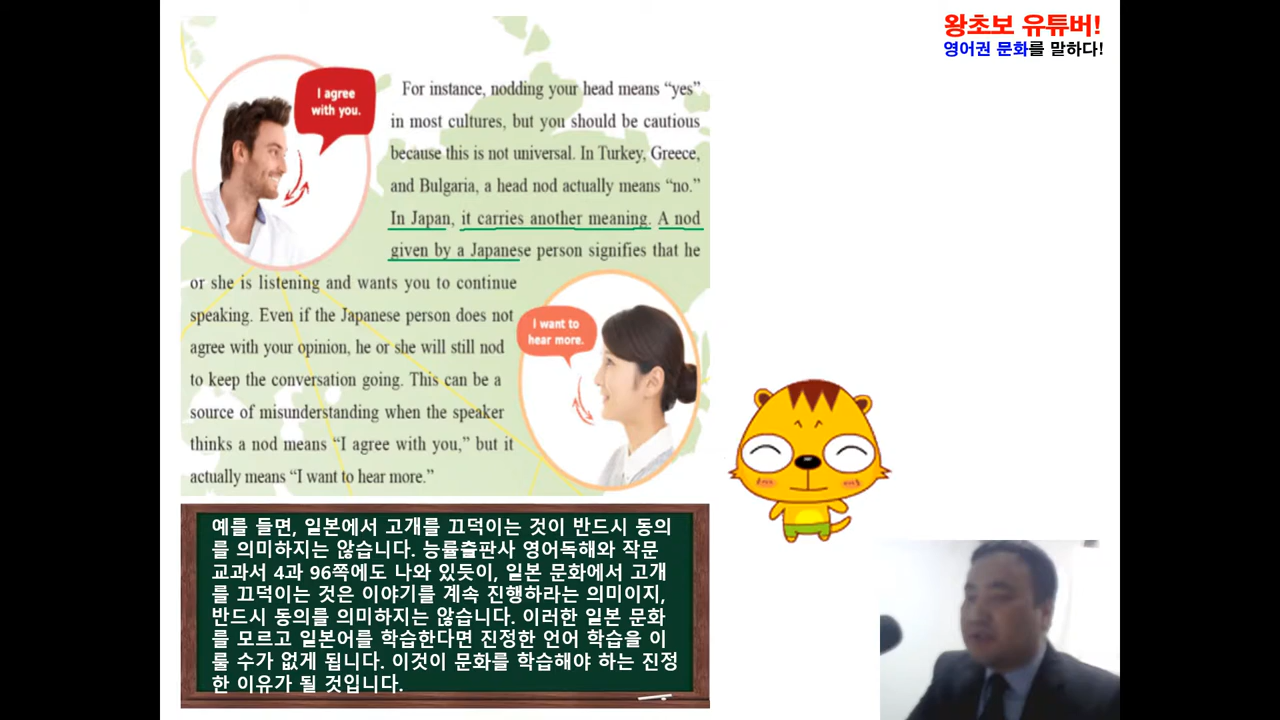 왕초보 유튜버!
영어권 문화를 말하다!
I agree
with you.
For instance, nodding your head means “yes”
in most cultures, but you should be cautious
because this is not universal. In Turkey, Greece,
and Bulgaria, a head nod actually means “no.”
In Japan, it carries another meaning. A nod
given by a Japanese person signifies that he
or she is listening and wants you to continue
speaking. Even if the Japanese person does not
agree with your opinion, he or she will still nod
to keep the conversation going. This can be a
source of misunderstanding when the speaker
thinks a nod means “I agree with you,” but it
actually means “I want to hear more.”
I want to
hear more.
예를 들면, 일본에서 고개를 끄덕이는 것이 반드시 동의
를 의미하지는 않습니다. 능률출판사 영어독해와 작문
교과서 4과 96쪽에도 나와 있듯이, 일본 문화에서 고개
를 끄덕이는 것은 이야기를 계속 진행하라는 의미이지,
반드시 동의를 의미하지는 않습니다. 이러한 일본 문화
를 모르고 일본어를 학습한다면 진정한 언어 학습을 이
룰 수가 없게 됩니다. 이것이 문화를 학습해야 하는 진정
한 이유가 될 것입니다.